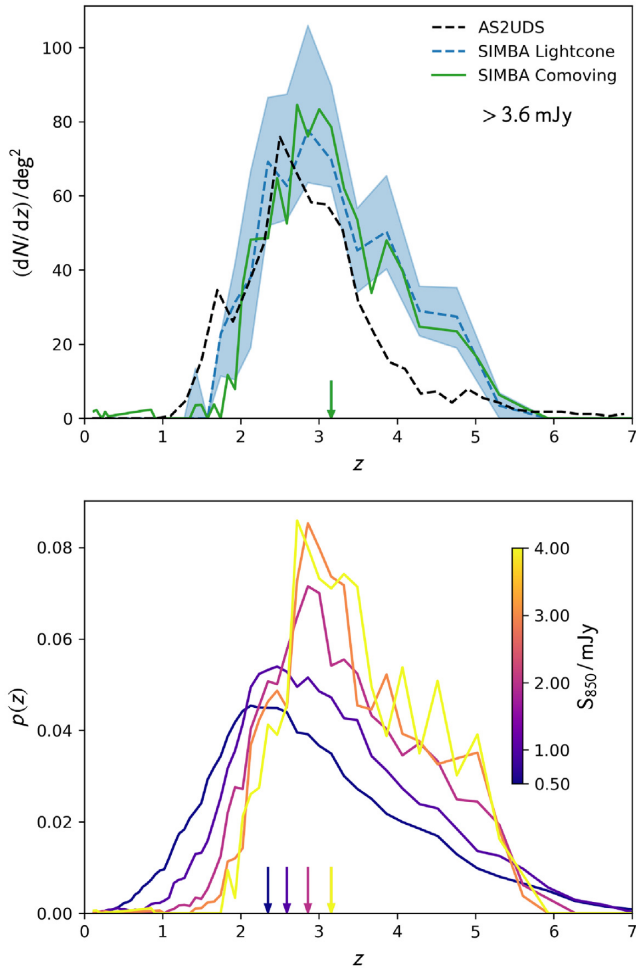 AS2UDS
SIMBA Lightcone
SIMBA Comoving
> 3.6 mJy
(dN/dz)/deg²
100
80
60
40
20
0
0 1 2 3 4 5 6 7
z
p(z)
0.08
0.06
0.04
0.02
0.00
4.00
3.00
2.00
1.00
0.50
S₈₅₀/mJy
0 1 2 3 4 5 6 7
z